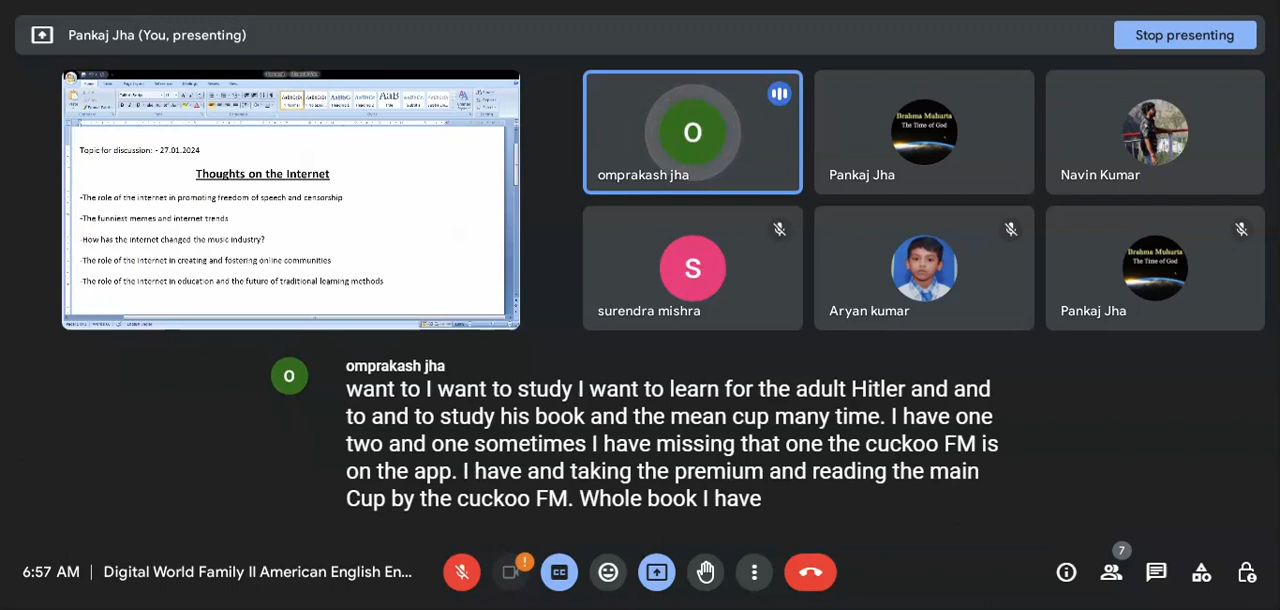 Pankaj Jha (You, presenting)
Stop presenting
Topic for discussion: - 27.01.2024
Thoughts on the Internet
-The role of the internet in promoting freedom of speech and censorship
-The funniest memes and internet trends
-How has the internet changed the music industry?
-The role of the internet in creating and fostering online communities
-The role of the internet in education and the future of traditional learning methods
O
omprakash jha
Brahma Muhurta
The Time of God
Pankaj Jha
Navin Kumar
S
surendra mishra
Aryan kumar
Brahma Muhurta
The Time of God
Pankaj Jha
O
omprakash jha
want to I want to study I want to learn for the adult Hitler and and
to and to study his book and the mean cup many time. I have one
two and one sometimes I have missing that one the cuckoo FM is
on the app. I have and taking the premium and reading the main
Cup by the cuckoo FM. Whole book I have
6:57 AM | Digital World Family II American English En...
CC
7